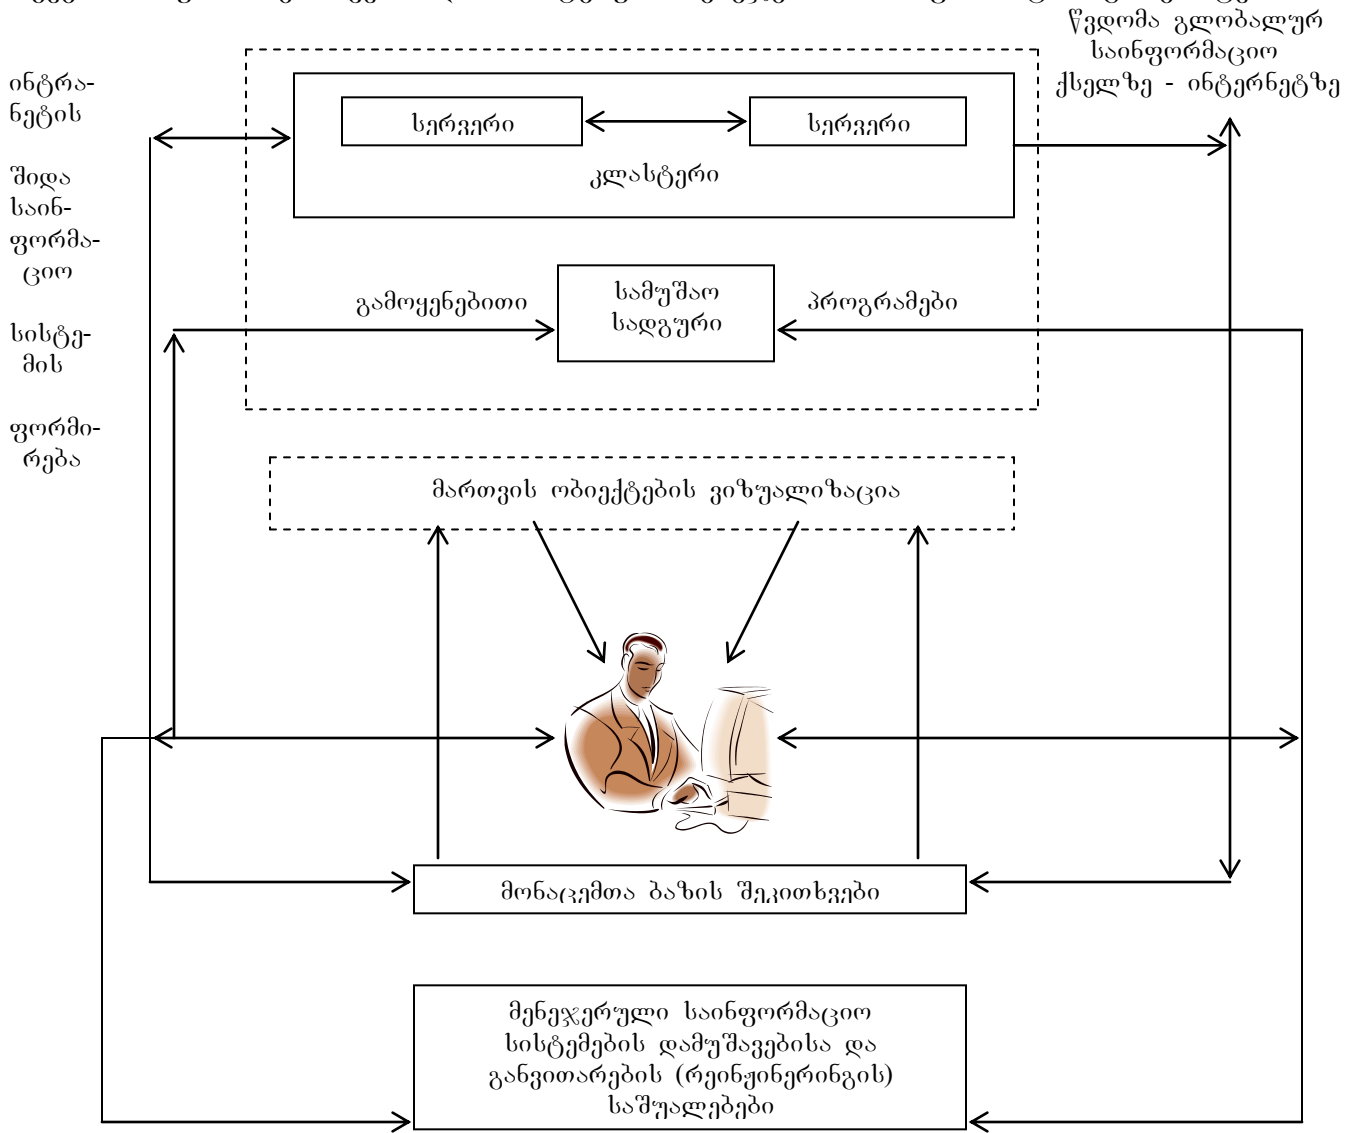 წვდომა გლობალურ
საინფორმაციო
ქსელზე - ინტერნეტზე
ინტრა-
ნეტის
შიდა
საინ-
ფორმა-
ციო
სისტე-
მის
ფორმი-
რება
სერვერი
სერვერი
კლასტერი
გამოყენებითი
სამუშაო
სადგური
პროგრამები
მართვის ობიექტების ვიზუალიზაცია
მონაცემთა ბაზის შეკითხვები
მენეჯერული საინფორმაციო
სისტემების დამუშავებისა და
განვითარების (რეინჟინერინგის)
საშუალებები